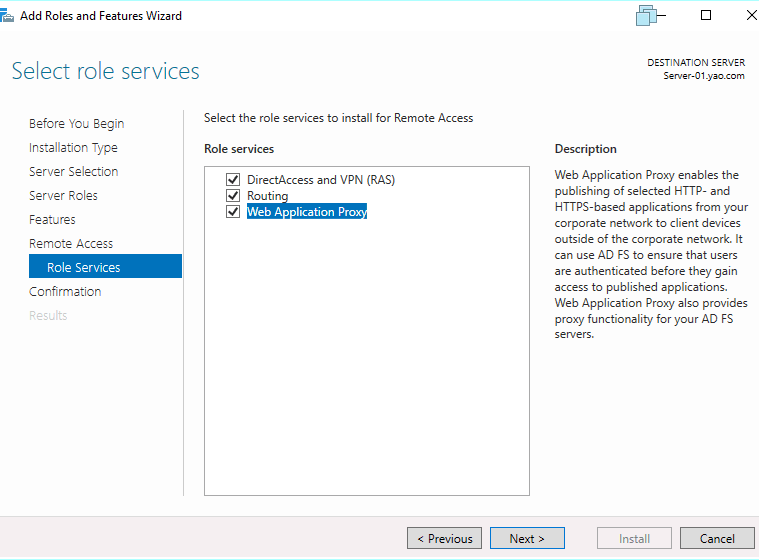 Add Roles and Features Wizard
Select role services
DESTINATION SERVER
Server-01.yao.com
Before You Begin
Installation Type
Server Selection
Server Roles
Features
Remote Access
Role Services
Confirmation
Results
Select the role services to install for Remote Access
Role services
DirectAccess and VPN (RAS)
Routing
Web Application Proxy
Description
Web Application Proxy enables the
publishing of selected HTTP- and
HTTPS-based applications from your
corporate network to client devices
outside of the corporate network. It
can use AD FS to ensure that users
are authenticated before they gain
access to published applications.
Web Application Proxy also provides
proxy functionality for your AD FS
servers.
< Previous
Next >
Install
Cancel